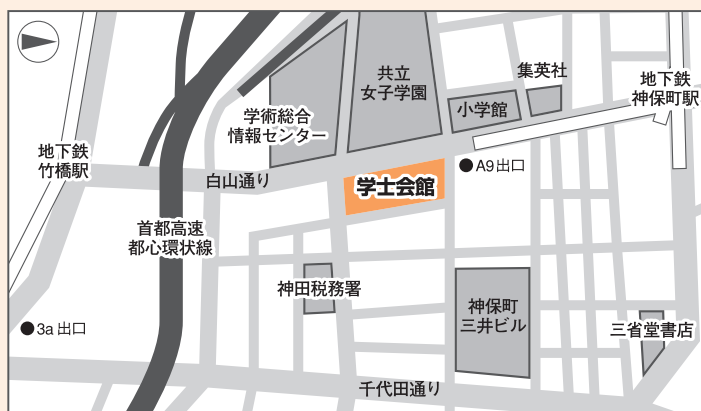 共立
女子学園
集英社
地下鉄
神保町駅
小学館
学術総合
情報センター
地下鉄
竹橋駅
白山通り
学士会館
●A9出口
首都高速
都心環状線
神田税務署
神保町
三井ビル
●3a出口
三省堂書店
千代田通り